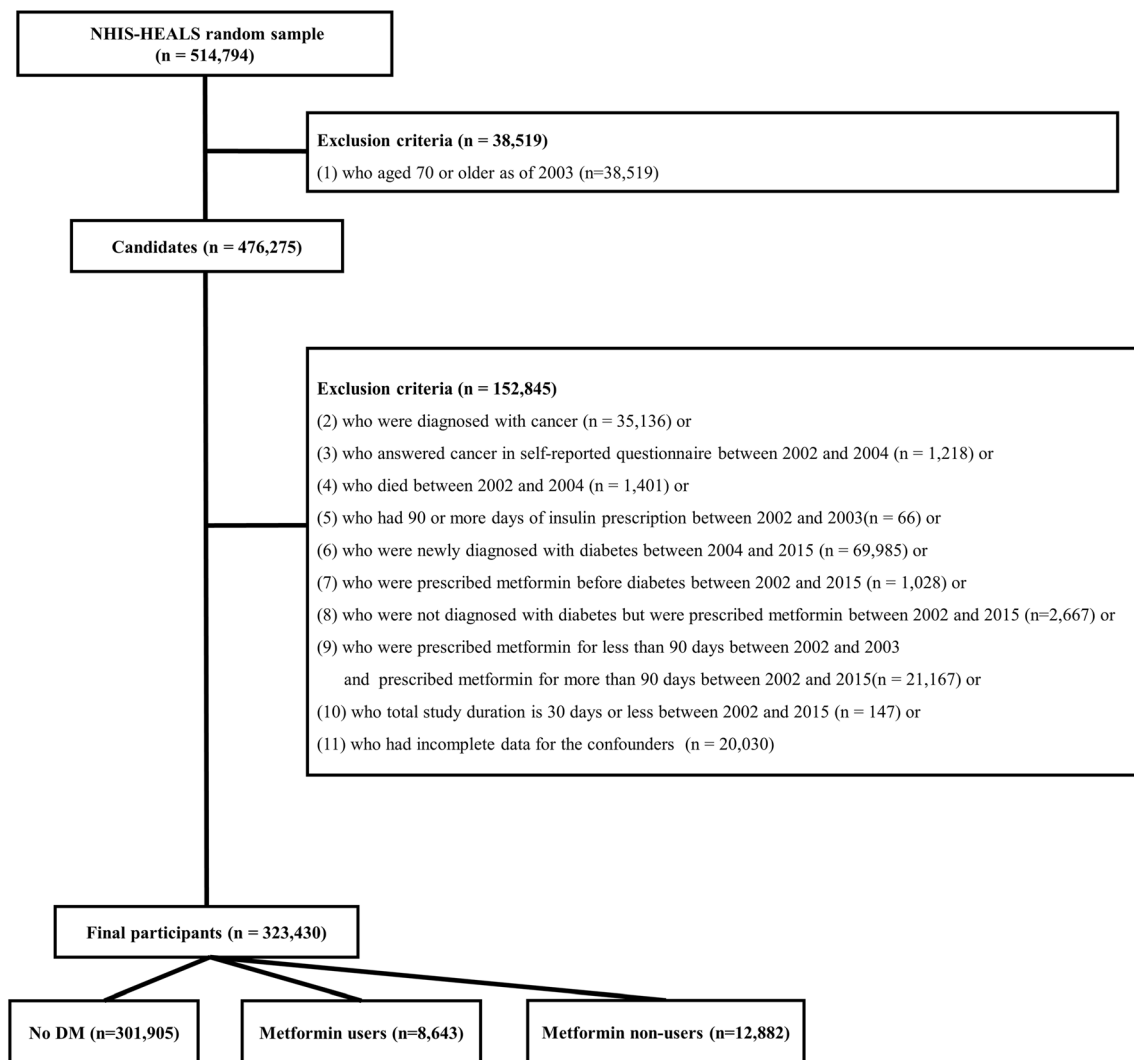 NHIS-HEALS random sample
(n = 514,794)
Exclusion criteria (n = 38,519)
(1) who aged 70 or older as of 2003 (n=38,519)
Candidates (n = 476,275)
Exclusion criteria (n = 152,845)
(2) who were diagnosed with cancer (n = 35,136) or
(3) who answered cancer in self-reported questionnaire between 2002 and 2004 (n = 1,218) or
(4) who died between 2002 and 2004 (n = 1,401) or
(5) who had 90 or more days of insulin prescription between 2002 and 2003(n = 66) or
(6) who were newly diagnosed with diabetes between 2004 and 2015 (n = 69,985) or
(7) who were prescribed metformin before diabetes between 2002 and 2015 (n = 1,028) or
(8) who were not diagnosed with diabetes but were prescribed metformin between 2002 and 2015 (n=2,667) or
(9) who were prescribed metformin for less than 90 days between 2002 and 2003
and prescribed metformin for more than 90 days between 2002 and 2015(n = 21,167) or
(10) who total study duration is 30 days or less between 2002 and 2015 (n = 147) or
(11) who had incomplete data for the confounders (n = 20,030)
Final participants (n = 323,430)
No DM (n=301,905)
Metformin users (n=8,643)
Metformin non-users (n=12,882)